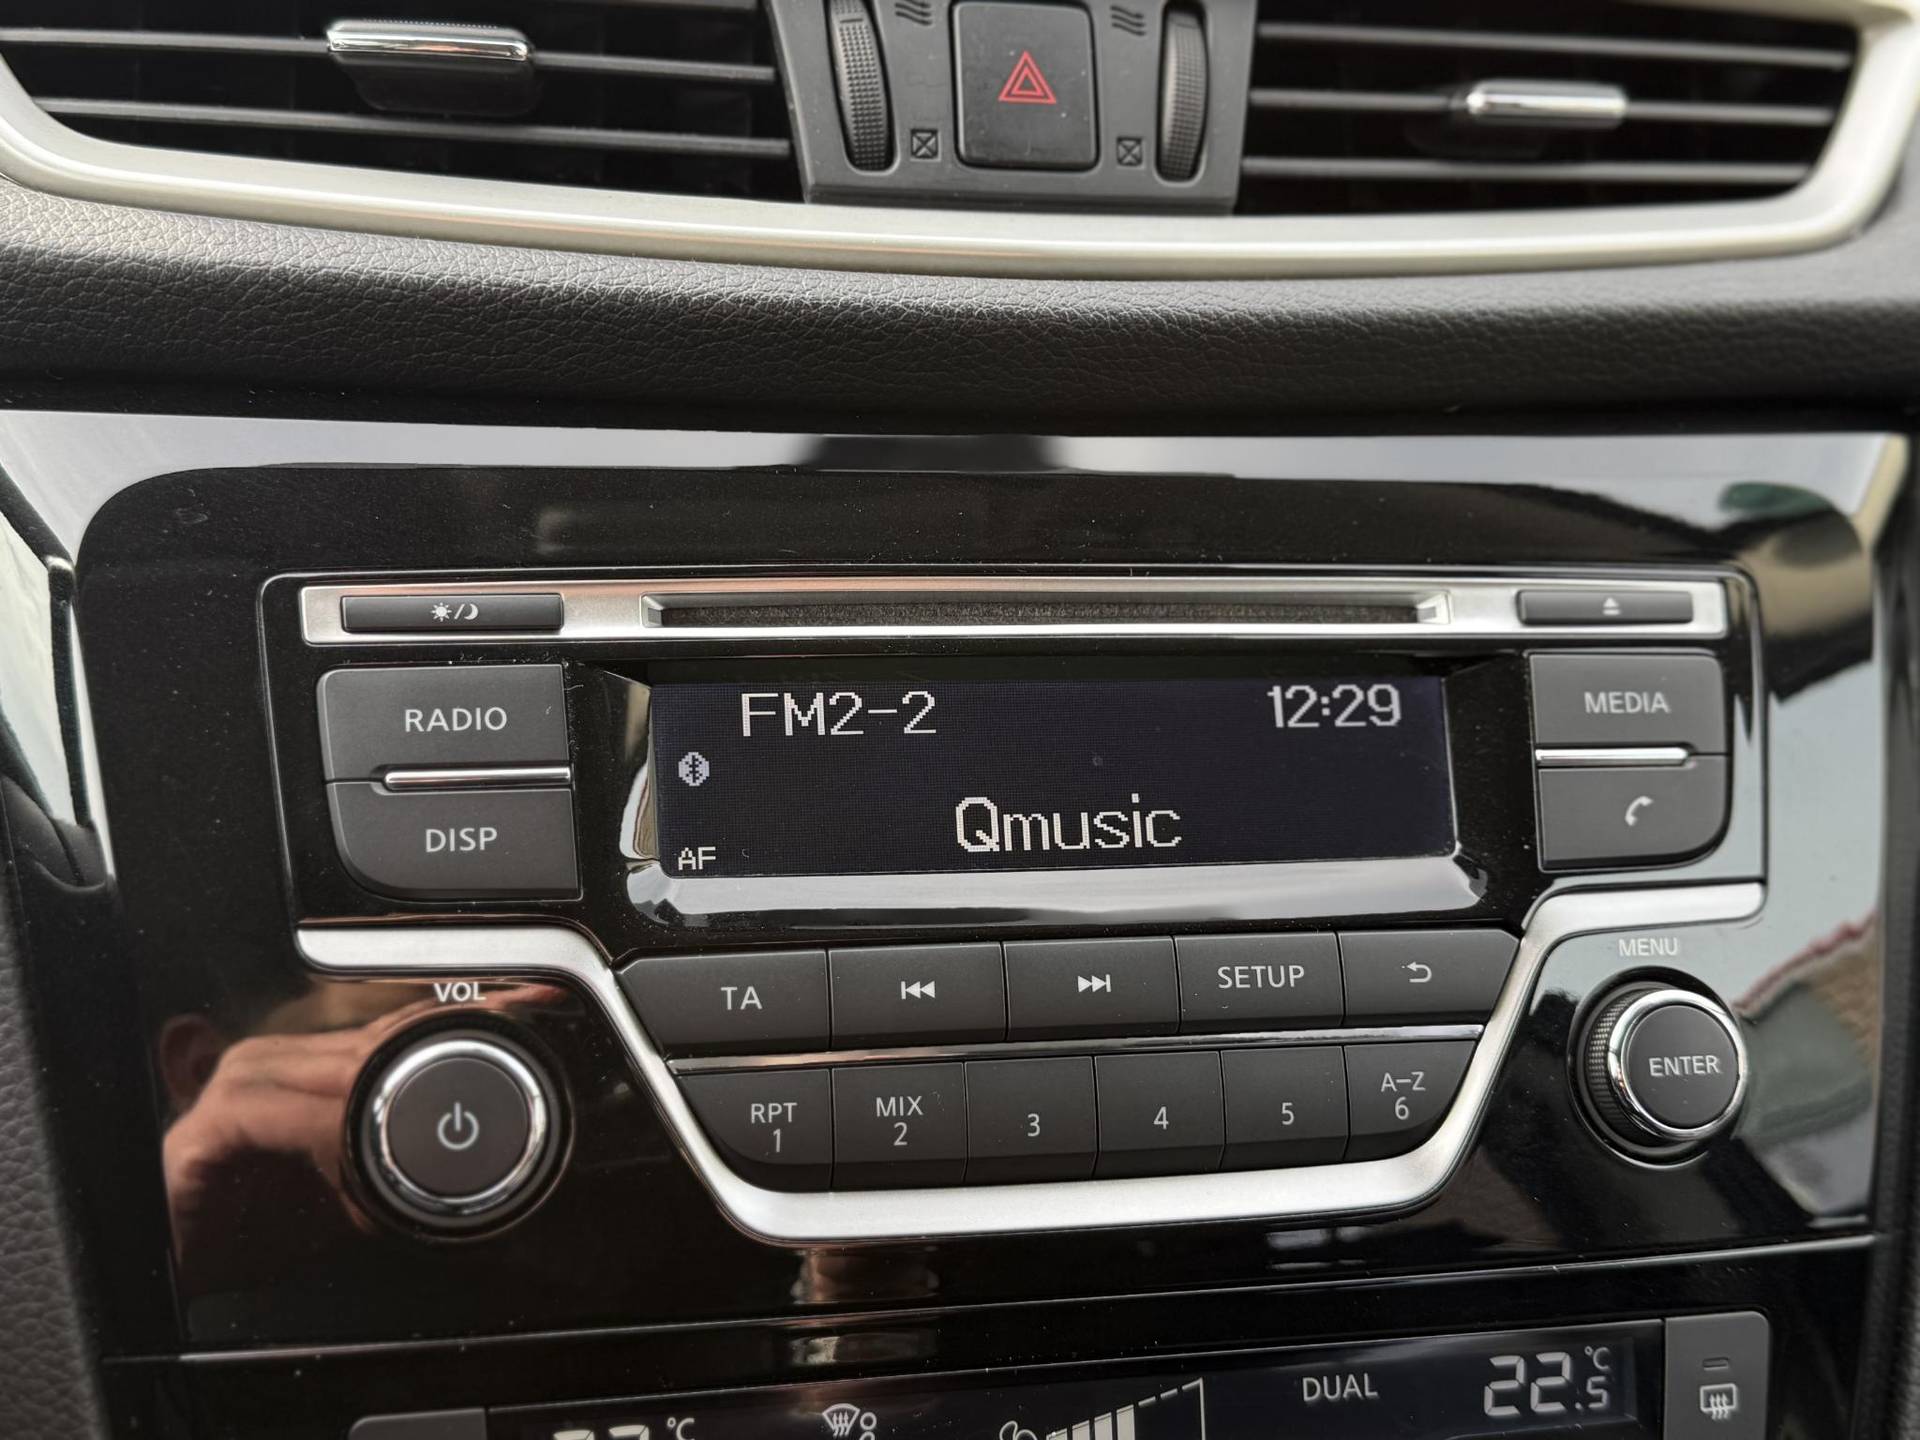 FM2-2 12:29
Qmusic
AF
RADIO
DISP
MEDIA
VOL
MENU
TA
SETUP
ENTER
RPT
1
MIX
2
3
4
5
A-Z
6
DUAL
22.5 °C
°C